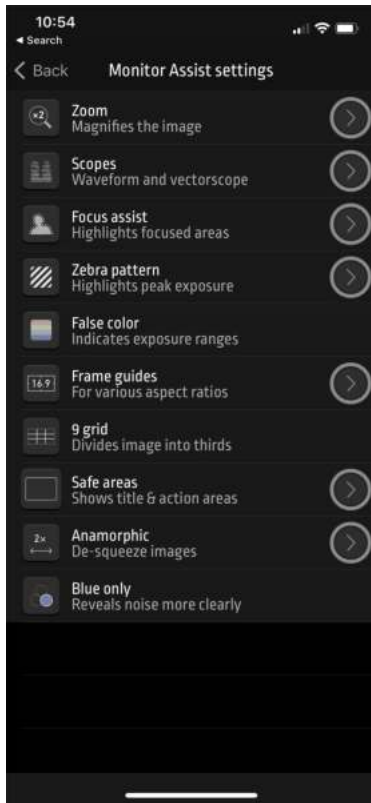 10:54
◀ Search
Back Monitor Assist settings
×2
Zoom
Magnifies the image
Scopes
Waveform and vectorscope
Focus assist
Highlights focused areas
Zebra pattern
Highlights peak exposure
False color
Indicates exposure ranges
16.9
Frame guides
For various aspect ratios
9 grid
Divides image into thirds
Safe areas
Shows title & action areas
2×
Anamorphic
De-squeeze images
Blue only
Reveals noise more clearly